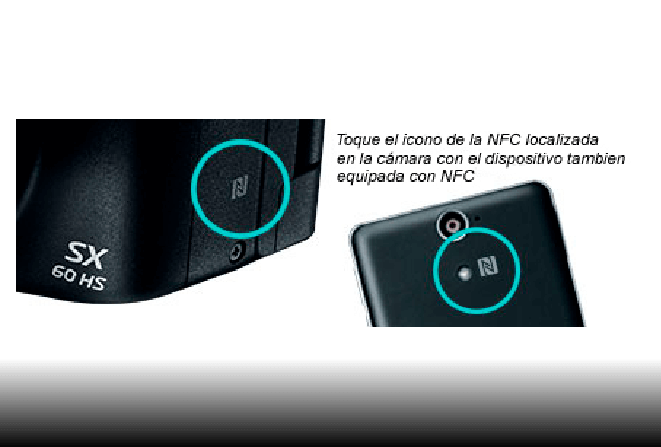 Toque el icono de la NFC localizada
en la cámara con el dispositivo tambien
equipada con NFC
SX
60 HS